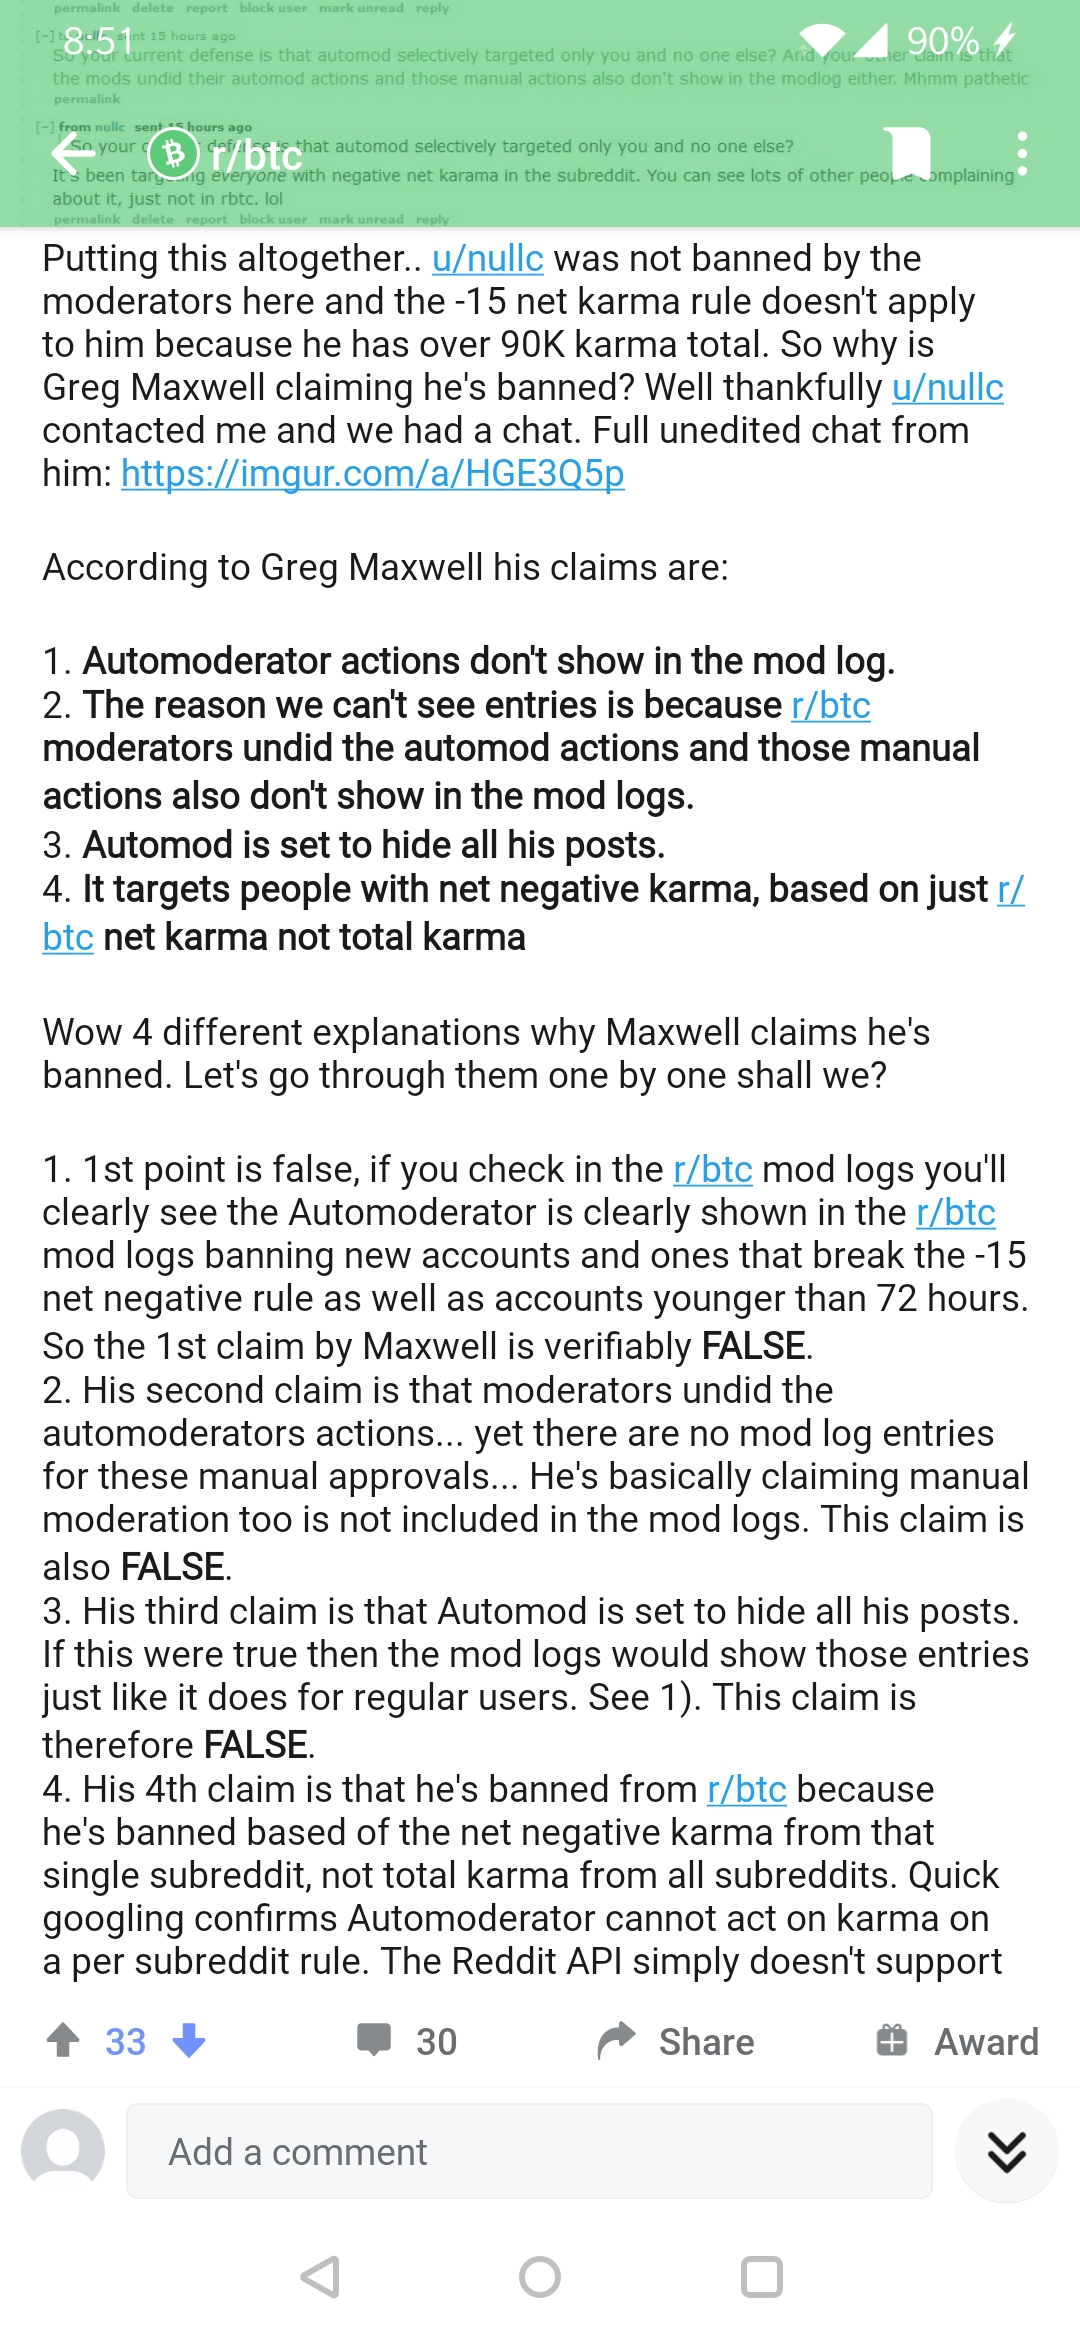 permalink delete report block user mark unread reply
8:51
90%
sent 15 hours ago
So your current defense is that automod selectively targeted only you and no one else? And your other claim is that
the mods undid their automod actions and those manual actions also don't show in the modlog either. Mhmm pathetic
permalink
[-] from nullc sent 15 hours ago
r/btc
So your defense is that automod selectively targeted only you and no one else?
It's been targeting everyone with negative net karama in the subreddit. You can see lots of other people complaining
about it, just not in rbtc. lol
permalink delete report block user mark unread reply
Putting this altogether.. u/nullc was not banned by the
moderators here and the -15 net karma rule doesn't apply
to him because he has over 90K karma total. So why is
Greg Maxwell claiming he's banned? Well thankfully u/nullc
contacted me and we had a chat. Full unedited chat from
him: https://imgur.com/a/HGE3Q5p
According to Greg Maxwell his claims are:
1. Automoderator actions don't show in the mod log.
2. The reason we can't see entries is because r/btc
moderators undid the automod actions and those manual
actions also don't show in the mod logs.
3. Automod is set to hide all his posts.
4. It targets people with net negative karma, based on just r/
btc net karma not total karma
Wow 4 different explanations why Maxwell claims he's
banned. Let's go through them one by one shall we?
1. 1st point is false, if you check in the r/btc mod logs you'll
clearly see the Automoderator is clearly shown in the r/btc
mod logs banning new accounts and ones that break the -15
net negative rule as well as accounts younger than 72 hours.
So the 1st claim by Maxwell is verifiably FALSE.
2. His second claim is that moderators undid the
automoderators actions... yet there are no mod log entries
for these manual approvals... He's basically claiming manual
moderation too is not included in the mod logs. This claim is
also FALSE.
3. His third claim is that Automod is set to hide all his posts.
If this were true then the mod logs would show those entries
just like it does for regular users. See 1). This claim is
therefore FALSE.
4. His 4th claim is that he's banned from r/btc because
he's banned based of the net negative karma from that
single subreddit, not total karma from all subreddits. Quick
googling confirms Automoderator cannot act on karma on
a per subreddit rule. The Reddit API simply doesn't support
33
30
Share
Award
Add a comment